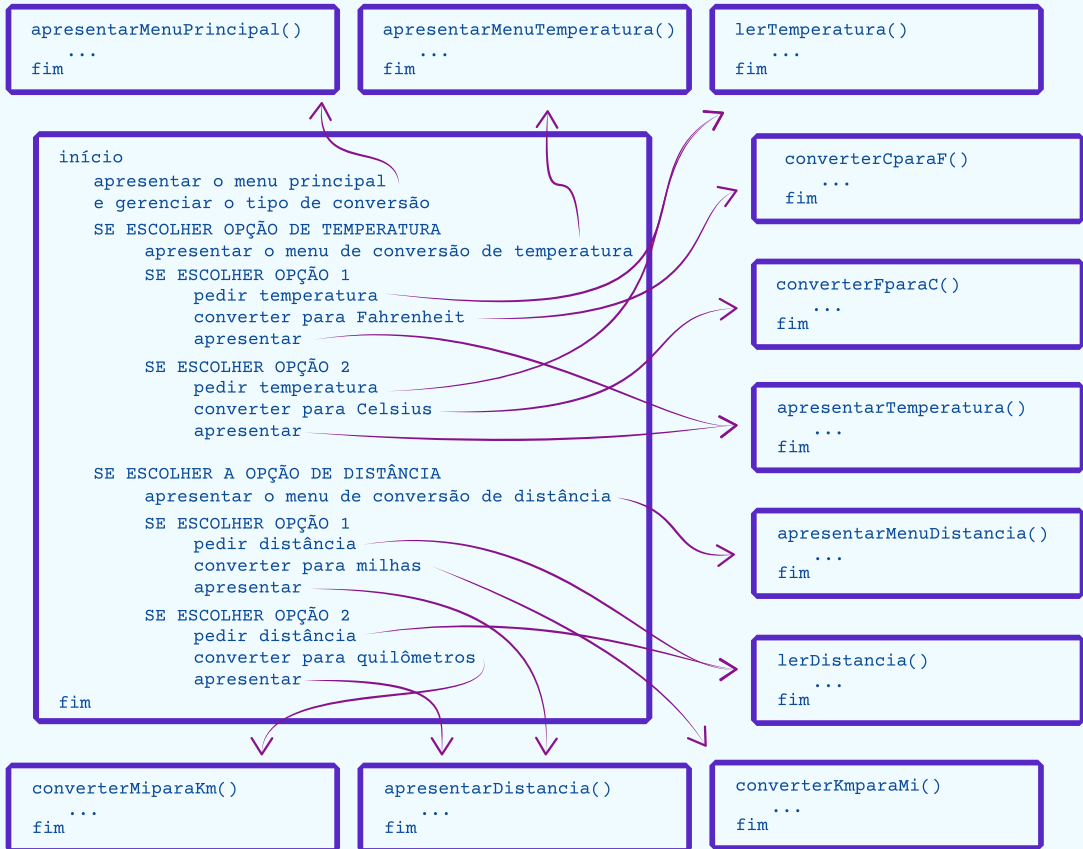 apresentarMenuPrincipal()
...
fim
apresentarMenuTemperatura()
...
fim
lerTemperatura()
...
fim
início
apresentar o menu principal
e gerenciar o tipo de conversão
SE ESCOLHER OPÇÃO DE TEMPERATURA
apresentar o menu de conversão de temperatura
SE ESCOLHER OPÇÃO 1
pedir temperatura
converter para Fahrenheit
apresentar
SE ESCOLHER OPÇÃO 2
pedir temperatura
converter para Celsius
apresentar
SE ESCOLHER A OPÇÃO DE DISTÂNCIA
apresentar o menu de conversão de distância
SE ESCOLHER OPÇÃO 1
pedir distância
converter para milhas
apresentar
SE ESCOLHER OPÇÃO 2
pedir distância
converter para quilômetros
apresentar
fim
converterCparaF()
...
fim
converterFparaC()
...
fim
apresentarTemperatura()
...
fim
apresentarMenuDistancia()
...
fim
lerDistancia()
...
fim
converterMiparaKm()
...
fim
apresentarDistancia()
...
fim
converterKmparaMi()
...
fim